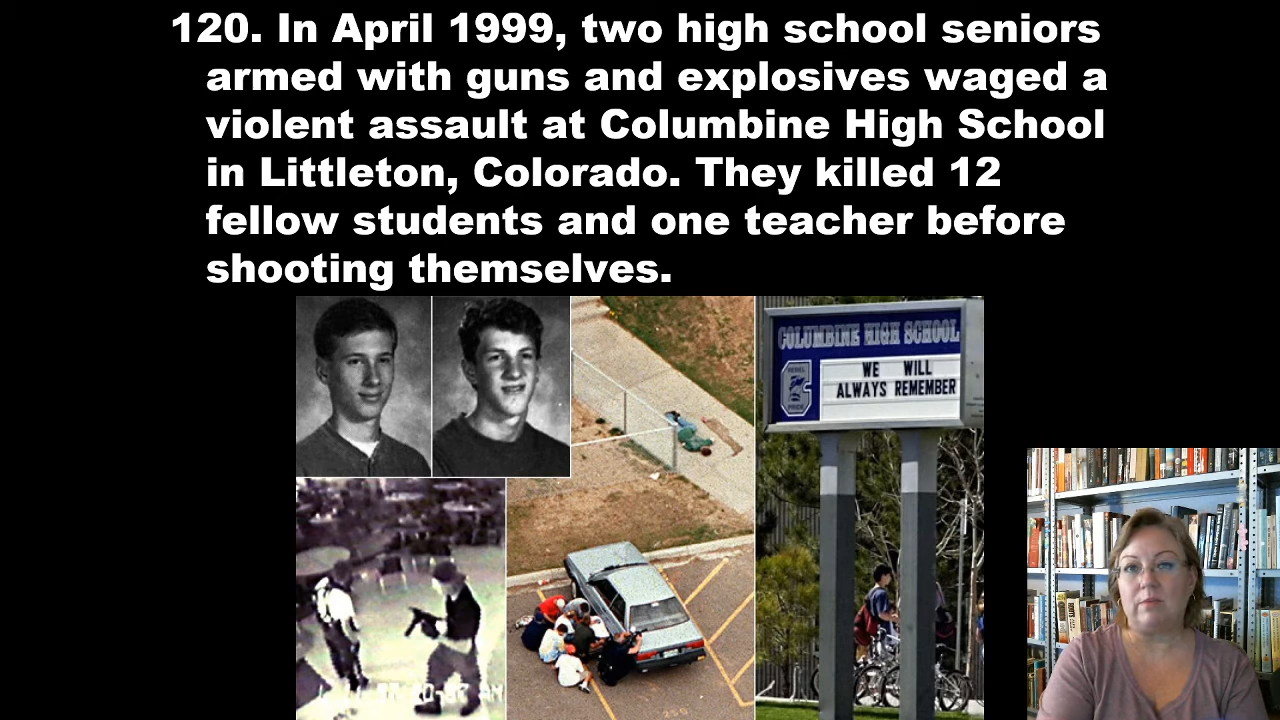 120. In April 1999, two high school seniors
armed with guns and explosives waged a
violent assault at Columbine High School
in Littleton, Colorado. They killed 12
fellow students and one teacher before
shooting themselves.
COLUMBINE HIGH SCHOOL
REBEL
PRIDE
WE WILL
ALWAYS REMEMBER